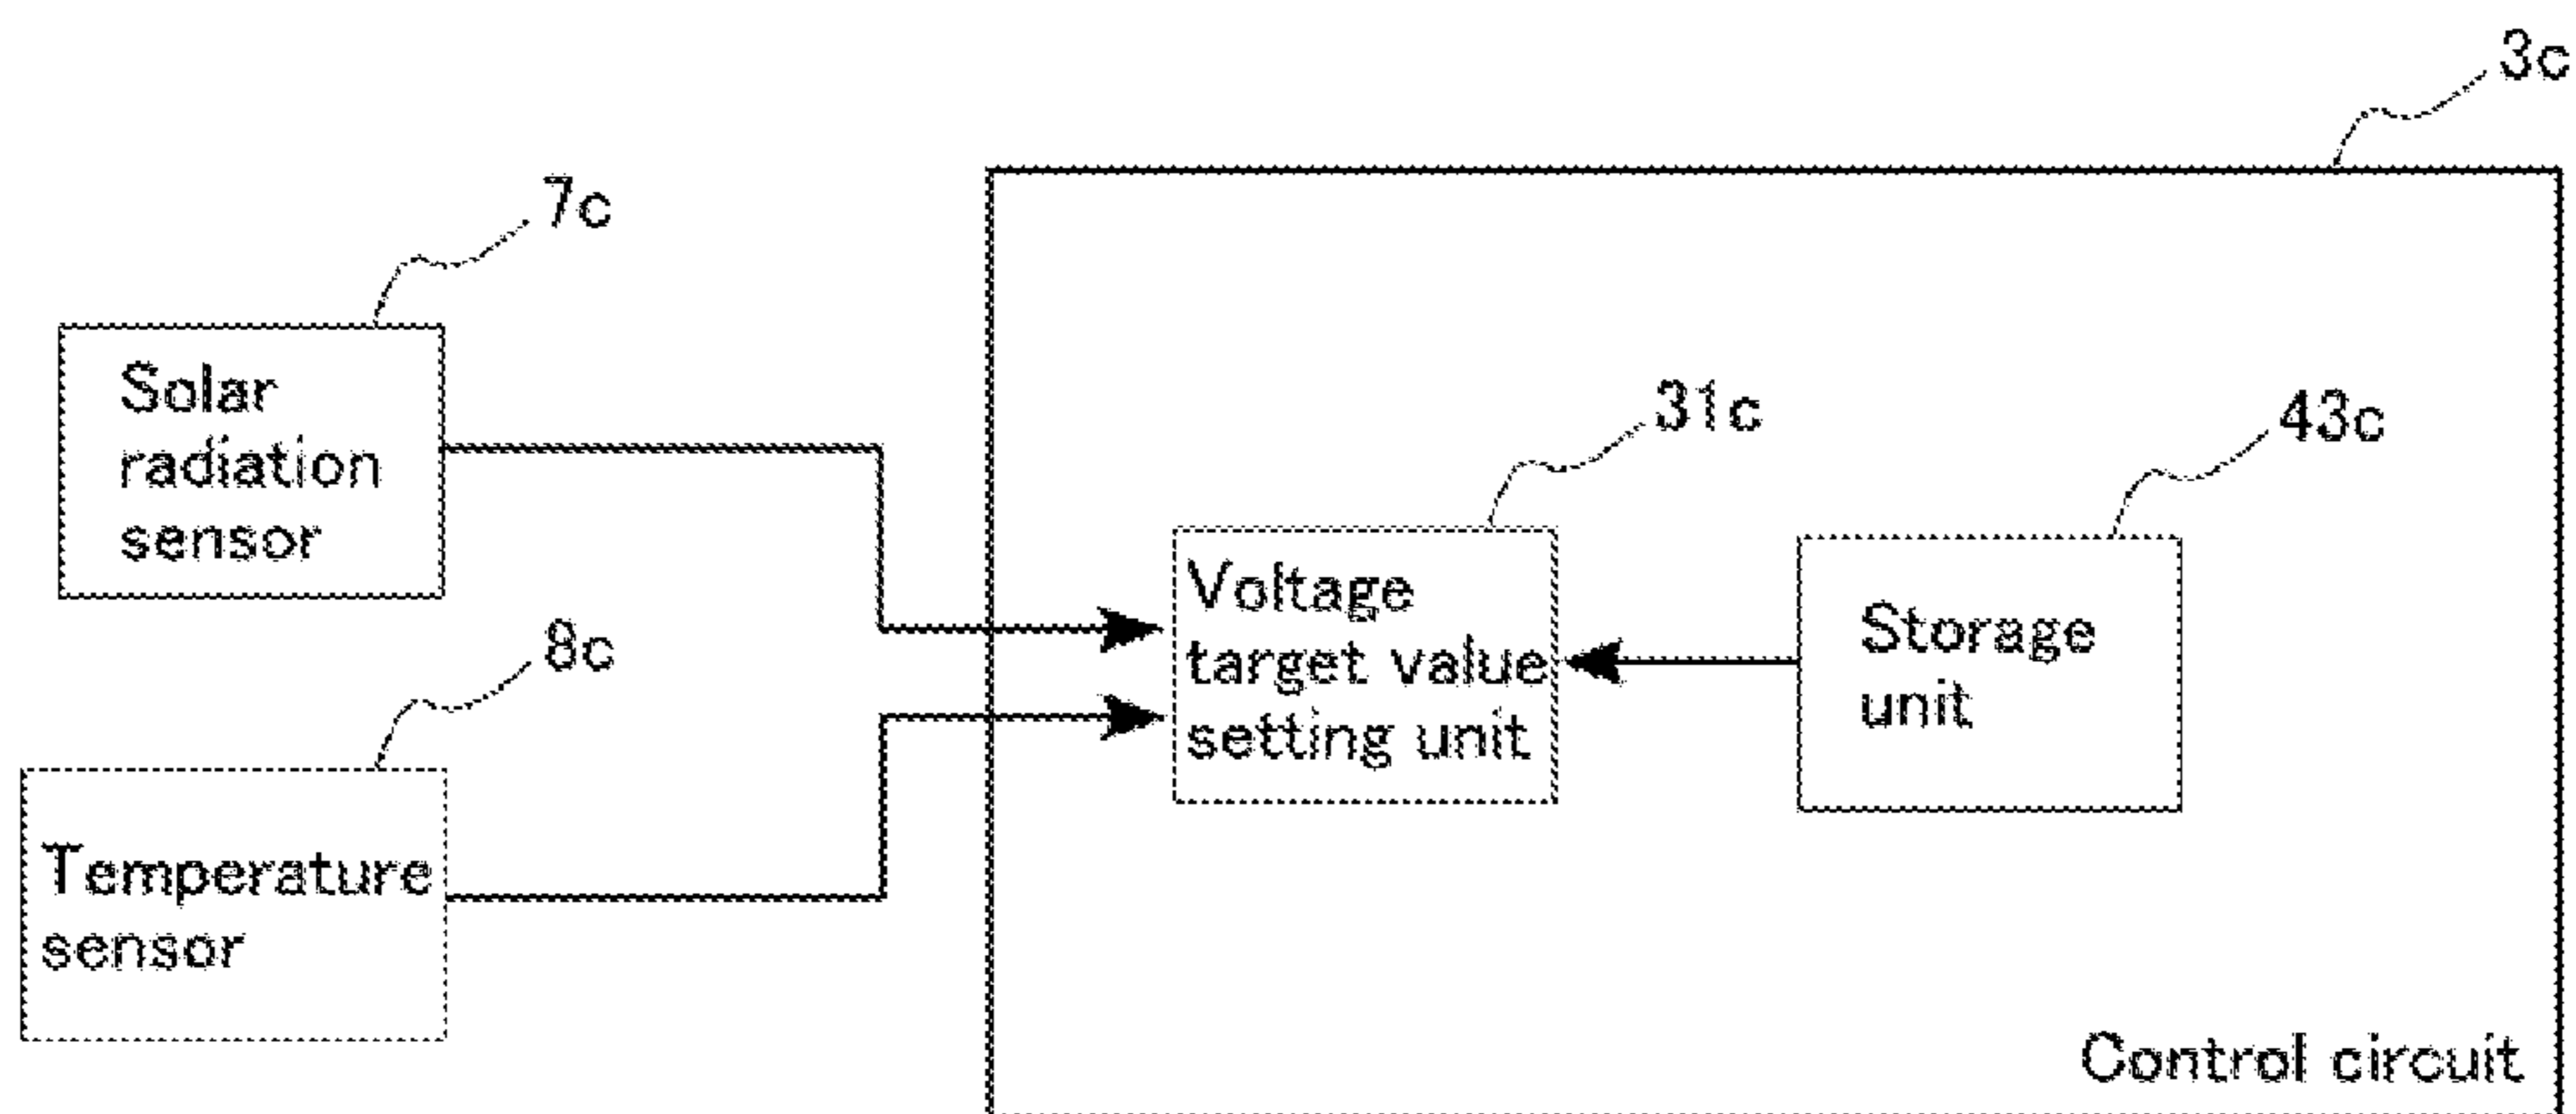 3c
7c
Solar
radiation
sensor
31c
43c
Voltage
target value
setting unit
Storage
unit
8c
Temperature
sensor
Control circuit